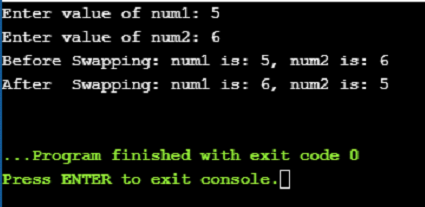 Enter value of num1: 5
Enter value of num2: 6
Before Swapping: num1 is: 5, num2 is: 6
After  Swapping: num1 is: 6, num2 is: 5
...Program finished with exit code 0
Press ENTER to exit console.